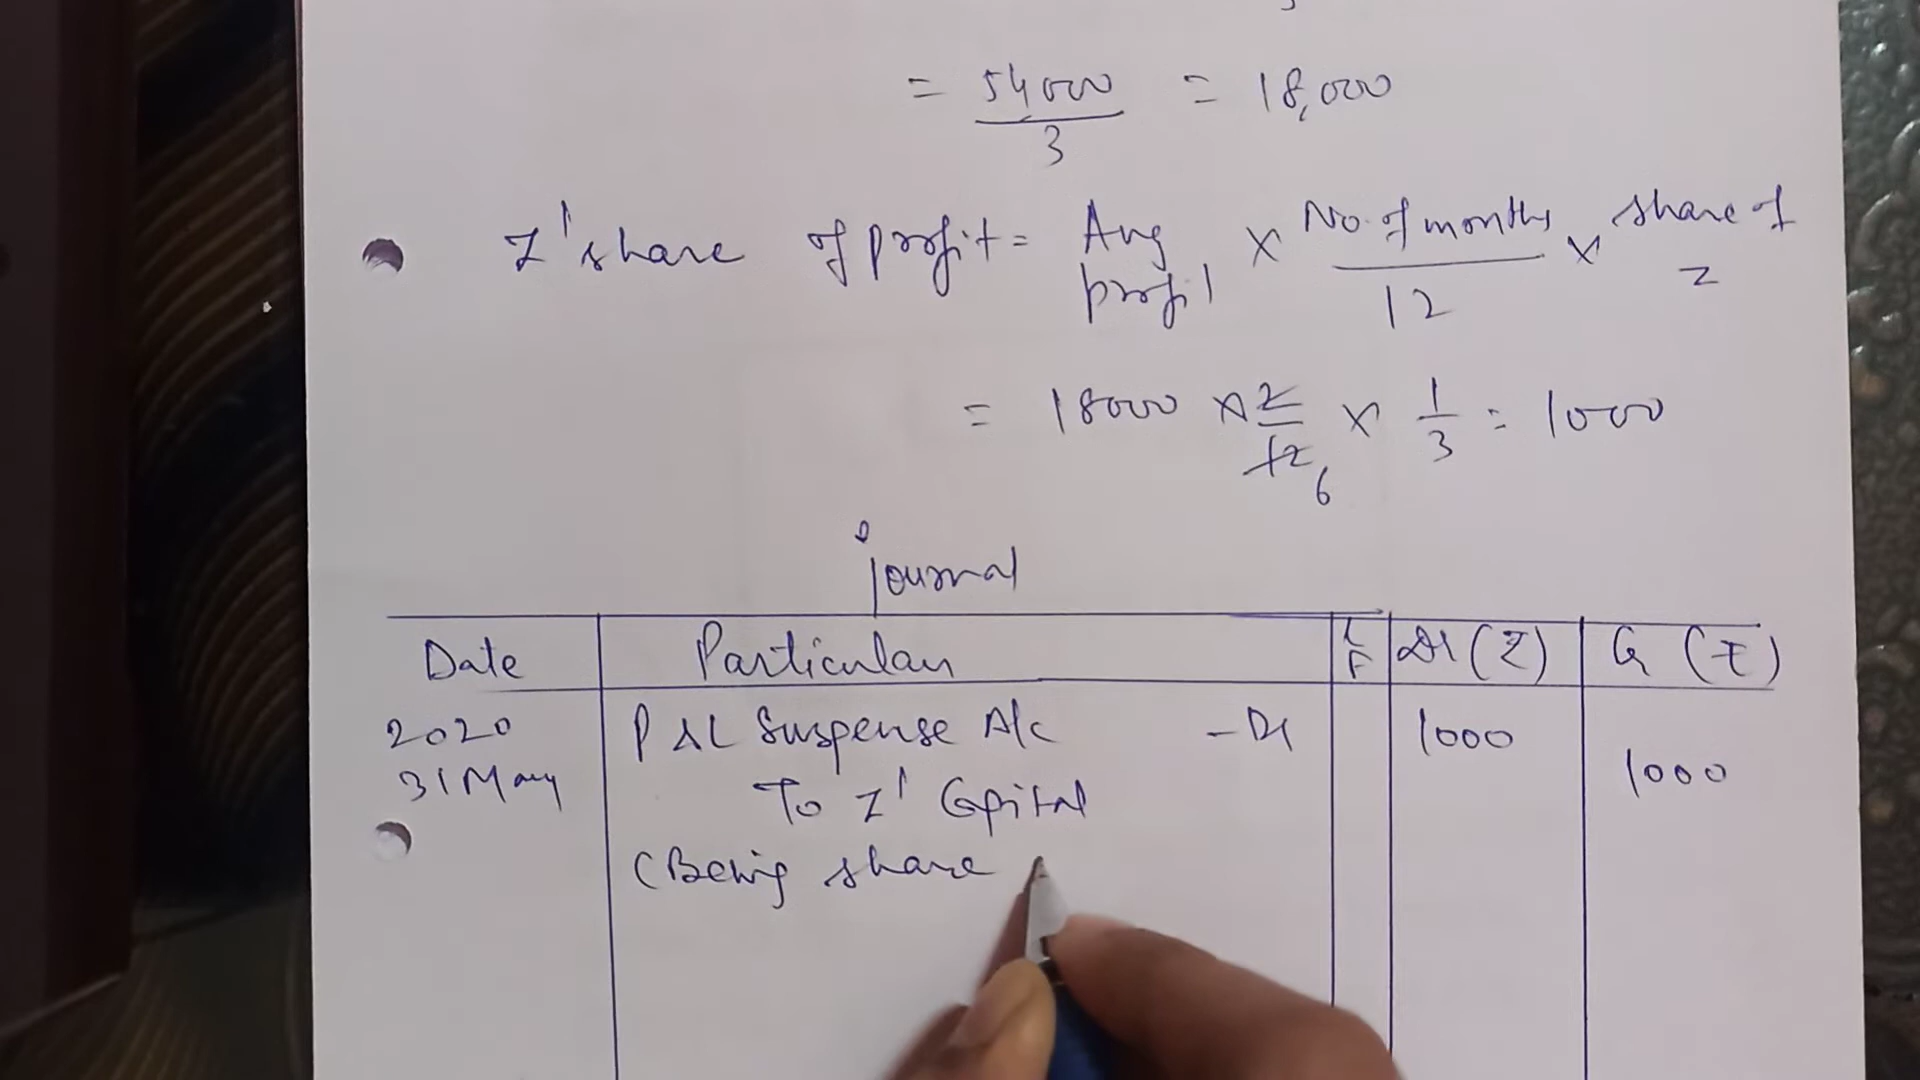 = 54000/3 = 18,000
Z'share of profit = Avg profit × No. of months/12 × share of Z
= 18000 × 2/12 6 × 1/3 = 1000
journal
Date Particulars LF Dr (₹) Cr (₹)
2020 P&L Suspense A/c - Dr 1000
31 May To Z' Capital 1000
(Being share